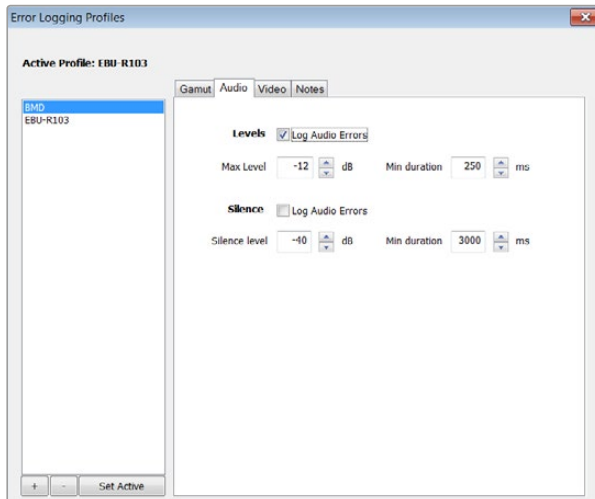 Error Logging Profiles
Active Profile: EBU-R103
BMD
EBU-R103
Gamut Audio Video Notes
Levels Log Audio Errors
Max Level -12 dB Min duration 250 ms
Silence Log Audio Errors
Silence level -40 dB Min duration 3000 ms
+ - Set Active